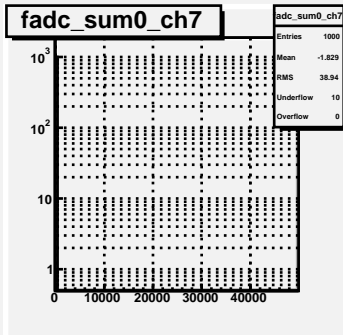 fadc_sum0_ch7
adc_sum0_ch7
Entries 1000
Mean -1.829
RMS 38.94
Underflow 10
Overflow 0
10³
10²
10
1
0 10000 20000 30000 40000